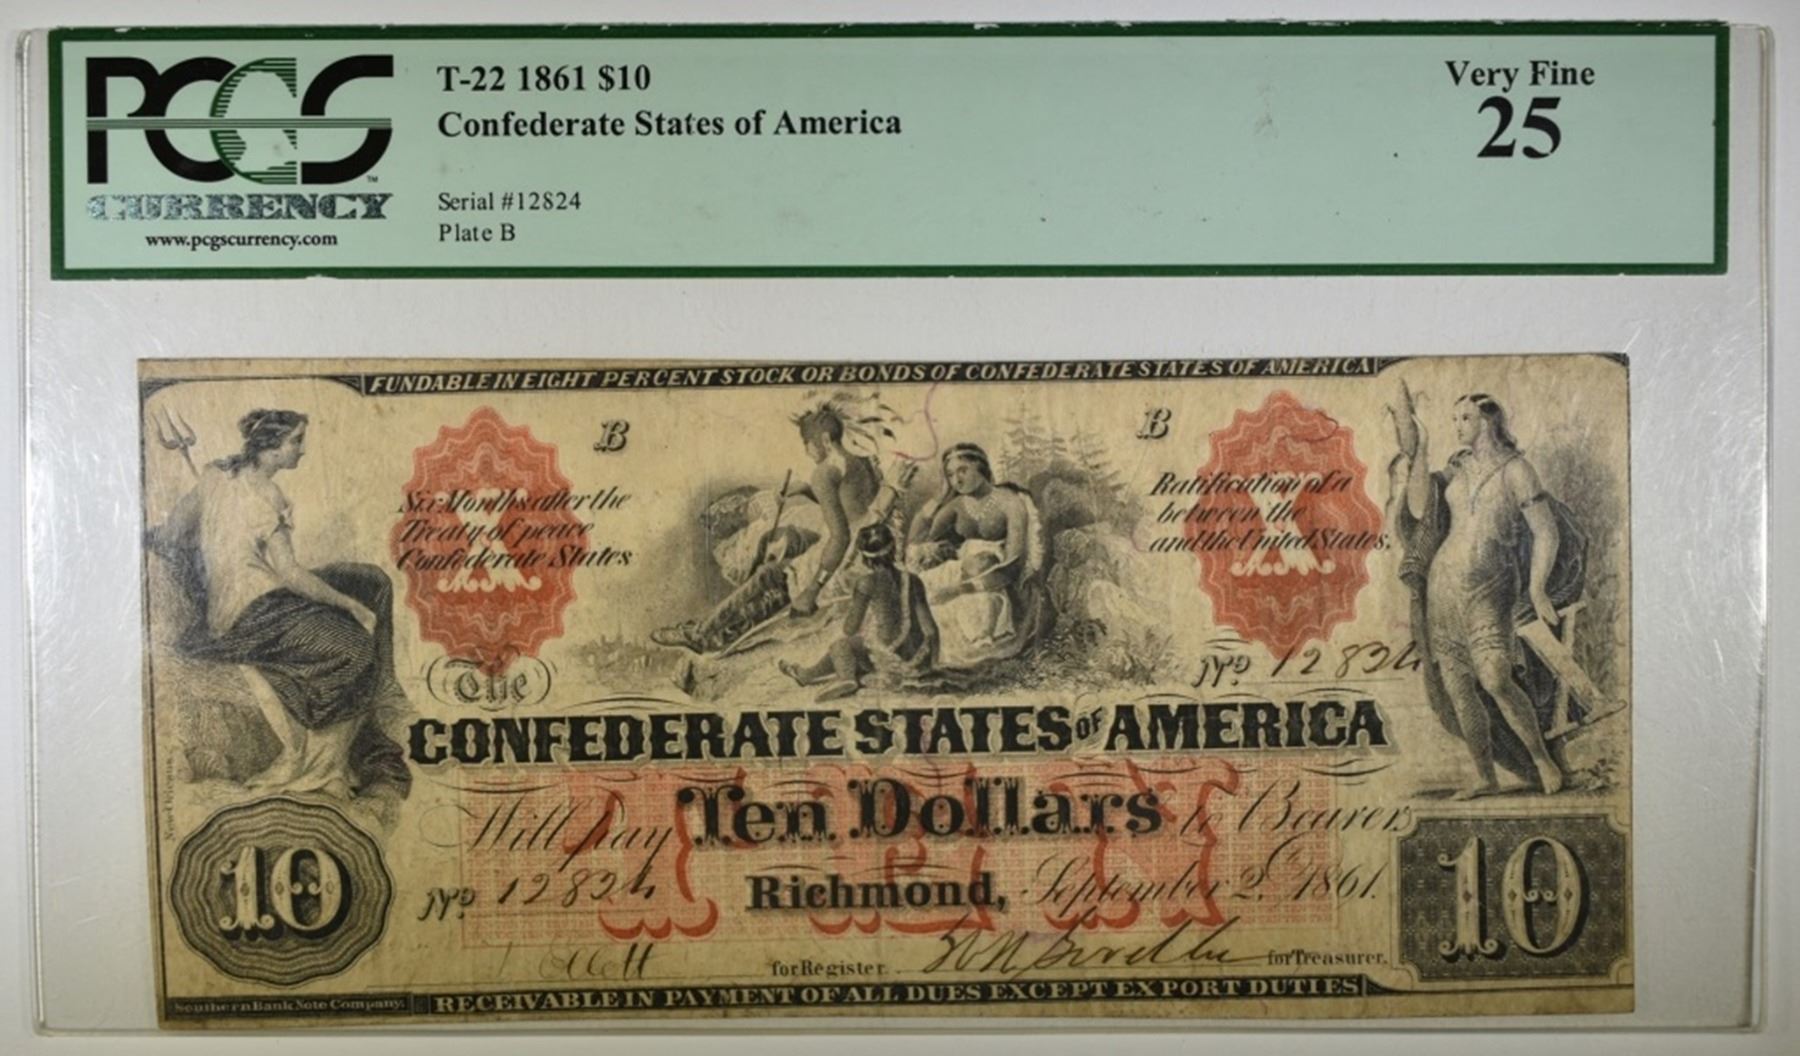 PCGS
CURRENCY
www.pcgscurrency.com
T-22 1861 $10
Confederate States of America
Serial #12824
Plate B
Very Fine
25
FUNDABLE IN EIGHT PER CENT STOCK OR BONDS OF CONFEDERATE STATES OF AMERICA
B
B
Six Months after the
Treaty of peace
Confederate States
Ratification of a
between the
and the United States.
No 12824
The
CONFEDERATE STATES OF AMERICA
Will pay Ten Dollars to Bearer
TEN
No 12824
Richmond, September 2, 1861.
10
10
for Register
for Treasurer.
Southern Bank Note Company.
RECEIVABLE IN PAYMENT OF ALL DUES EXCEPT EXPORT DUTIES